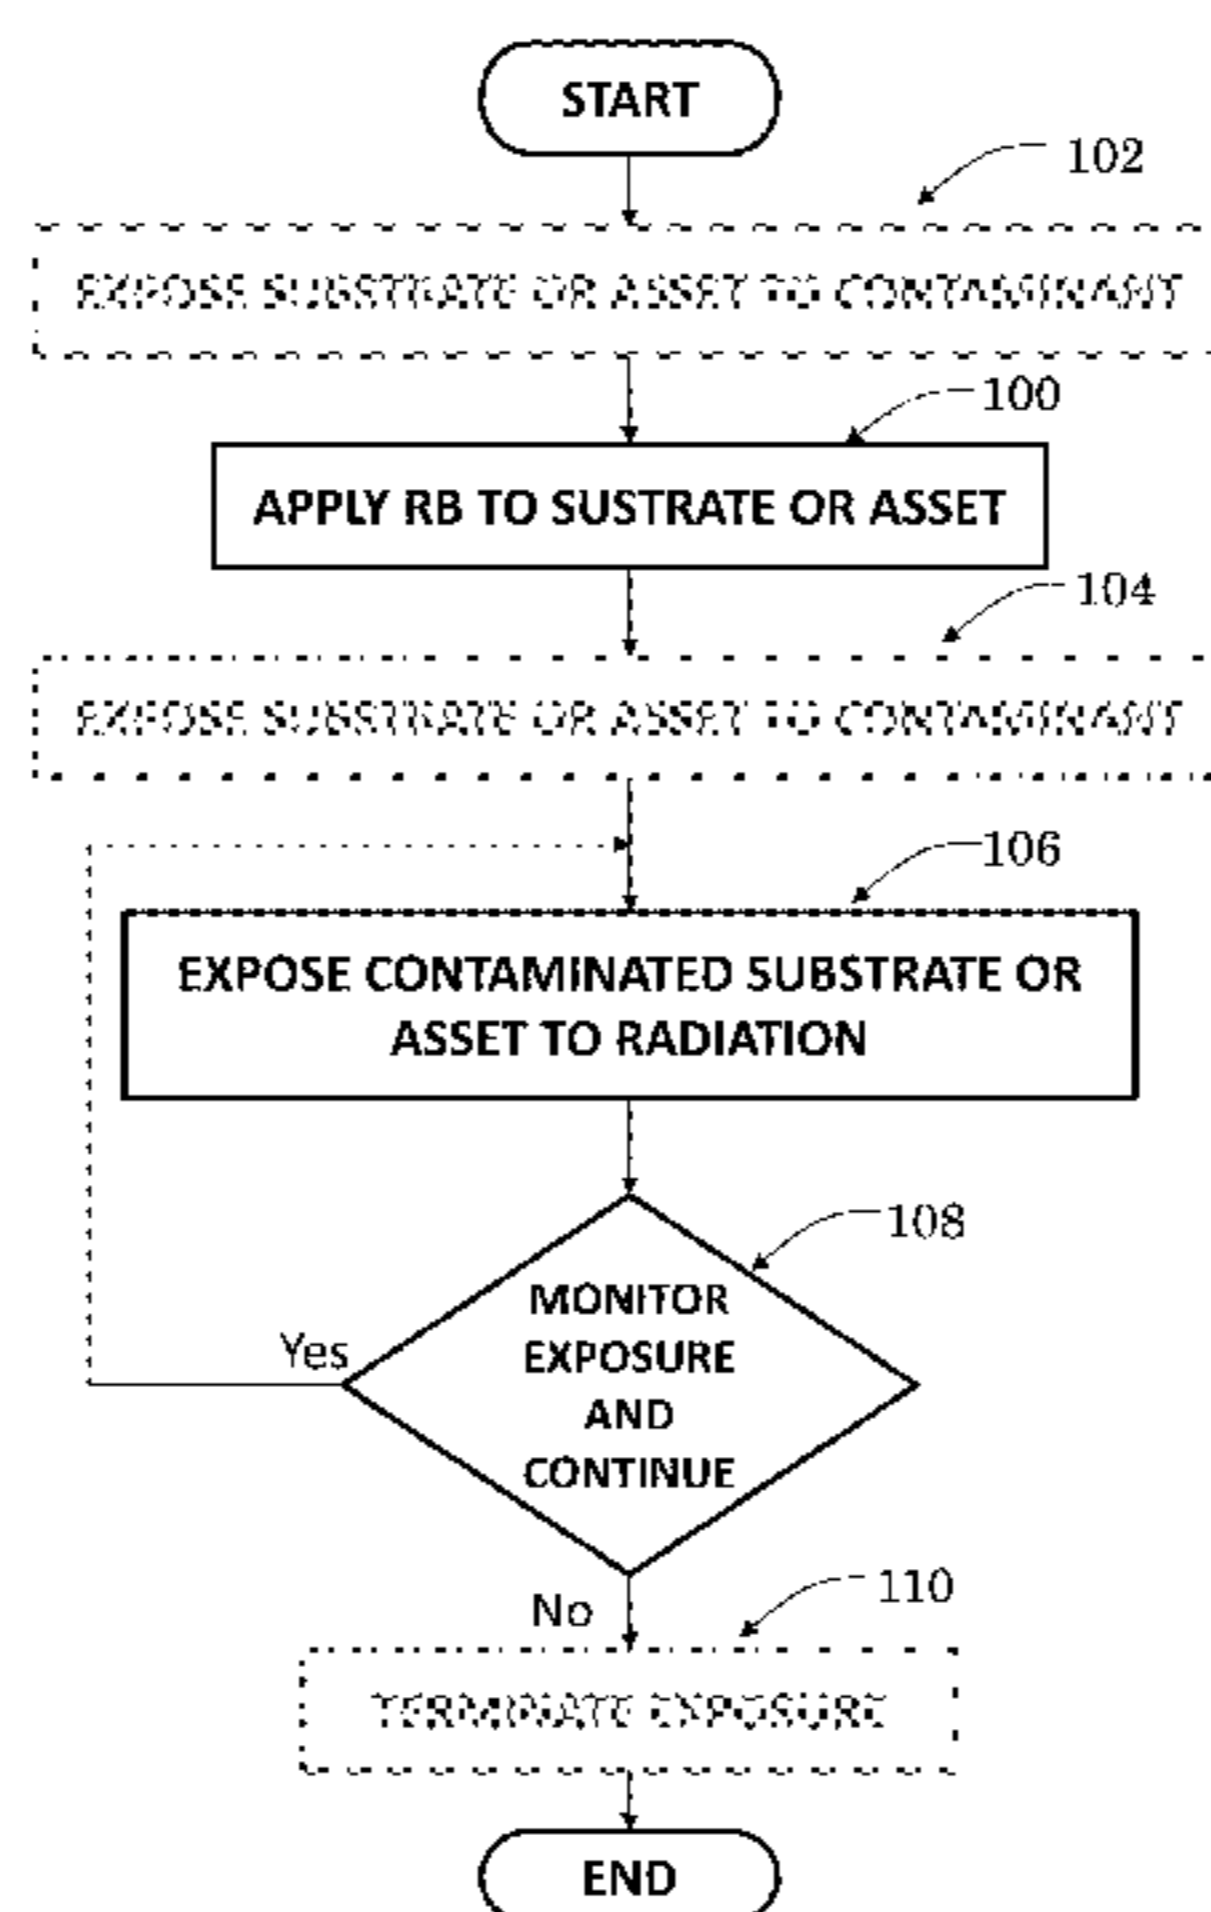 START
102
EXPOSE SUBSTRATE OR ASSET TO CONTAMINANT
100
APPLY RB TO SUSTRATE OR ASSET
104
EXPOSE SUBSTRATE OR ASSET TO CONTAMINANT
106
EXPOSE CONTAMINATED SUBSTRATE OR
ASSET TO RADIATION
108
MONITOR
EXPOSURE
AND
CONTINUE
Yes
No
110
TERMINATE EXPOSURE
END